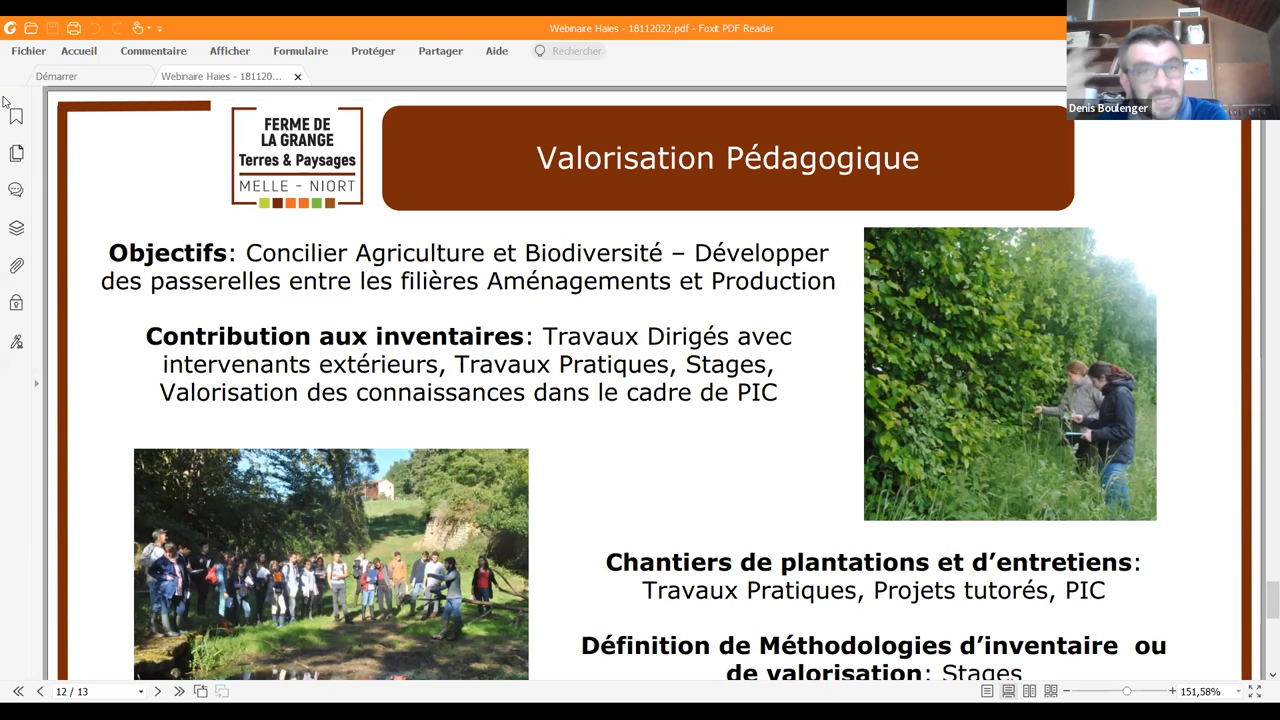 Webinaire Haies - 18112022.pdf - Foxit PDF Reader
Fichier Accueil Commentaire Afficher Formulaire Protéger Partager Aide Rechercher
Démarrer Webinaire Haies - 181120...
Denis Boulenger
FERME DE
LA GRANGE
Terres & Paysages
MELLE - NIORT
Valorisation Pédagogique
Objectifs: Concilier Agriculture et Biodiversité – Développer
des passerelles entre les filières Aménagements et Production
Contribution aux inventaires: Travaux Dirigés avec
intervenants extérieurs, Travaux Pratiques, Stages,
Valorisation des connaissances dans le cadre de PIC
Chantiers de plantations et d’entretiens:
Travaux Pratiques, Projets tutorés, PIC
Définition de Méthodologies d’inventaire ou
de valorisation: Stages
12 / 13
151,58%